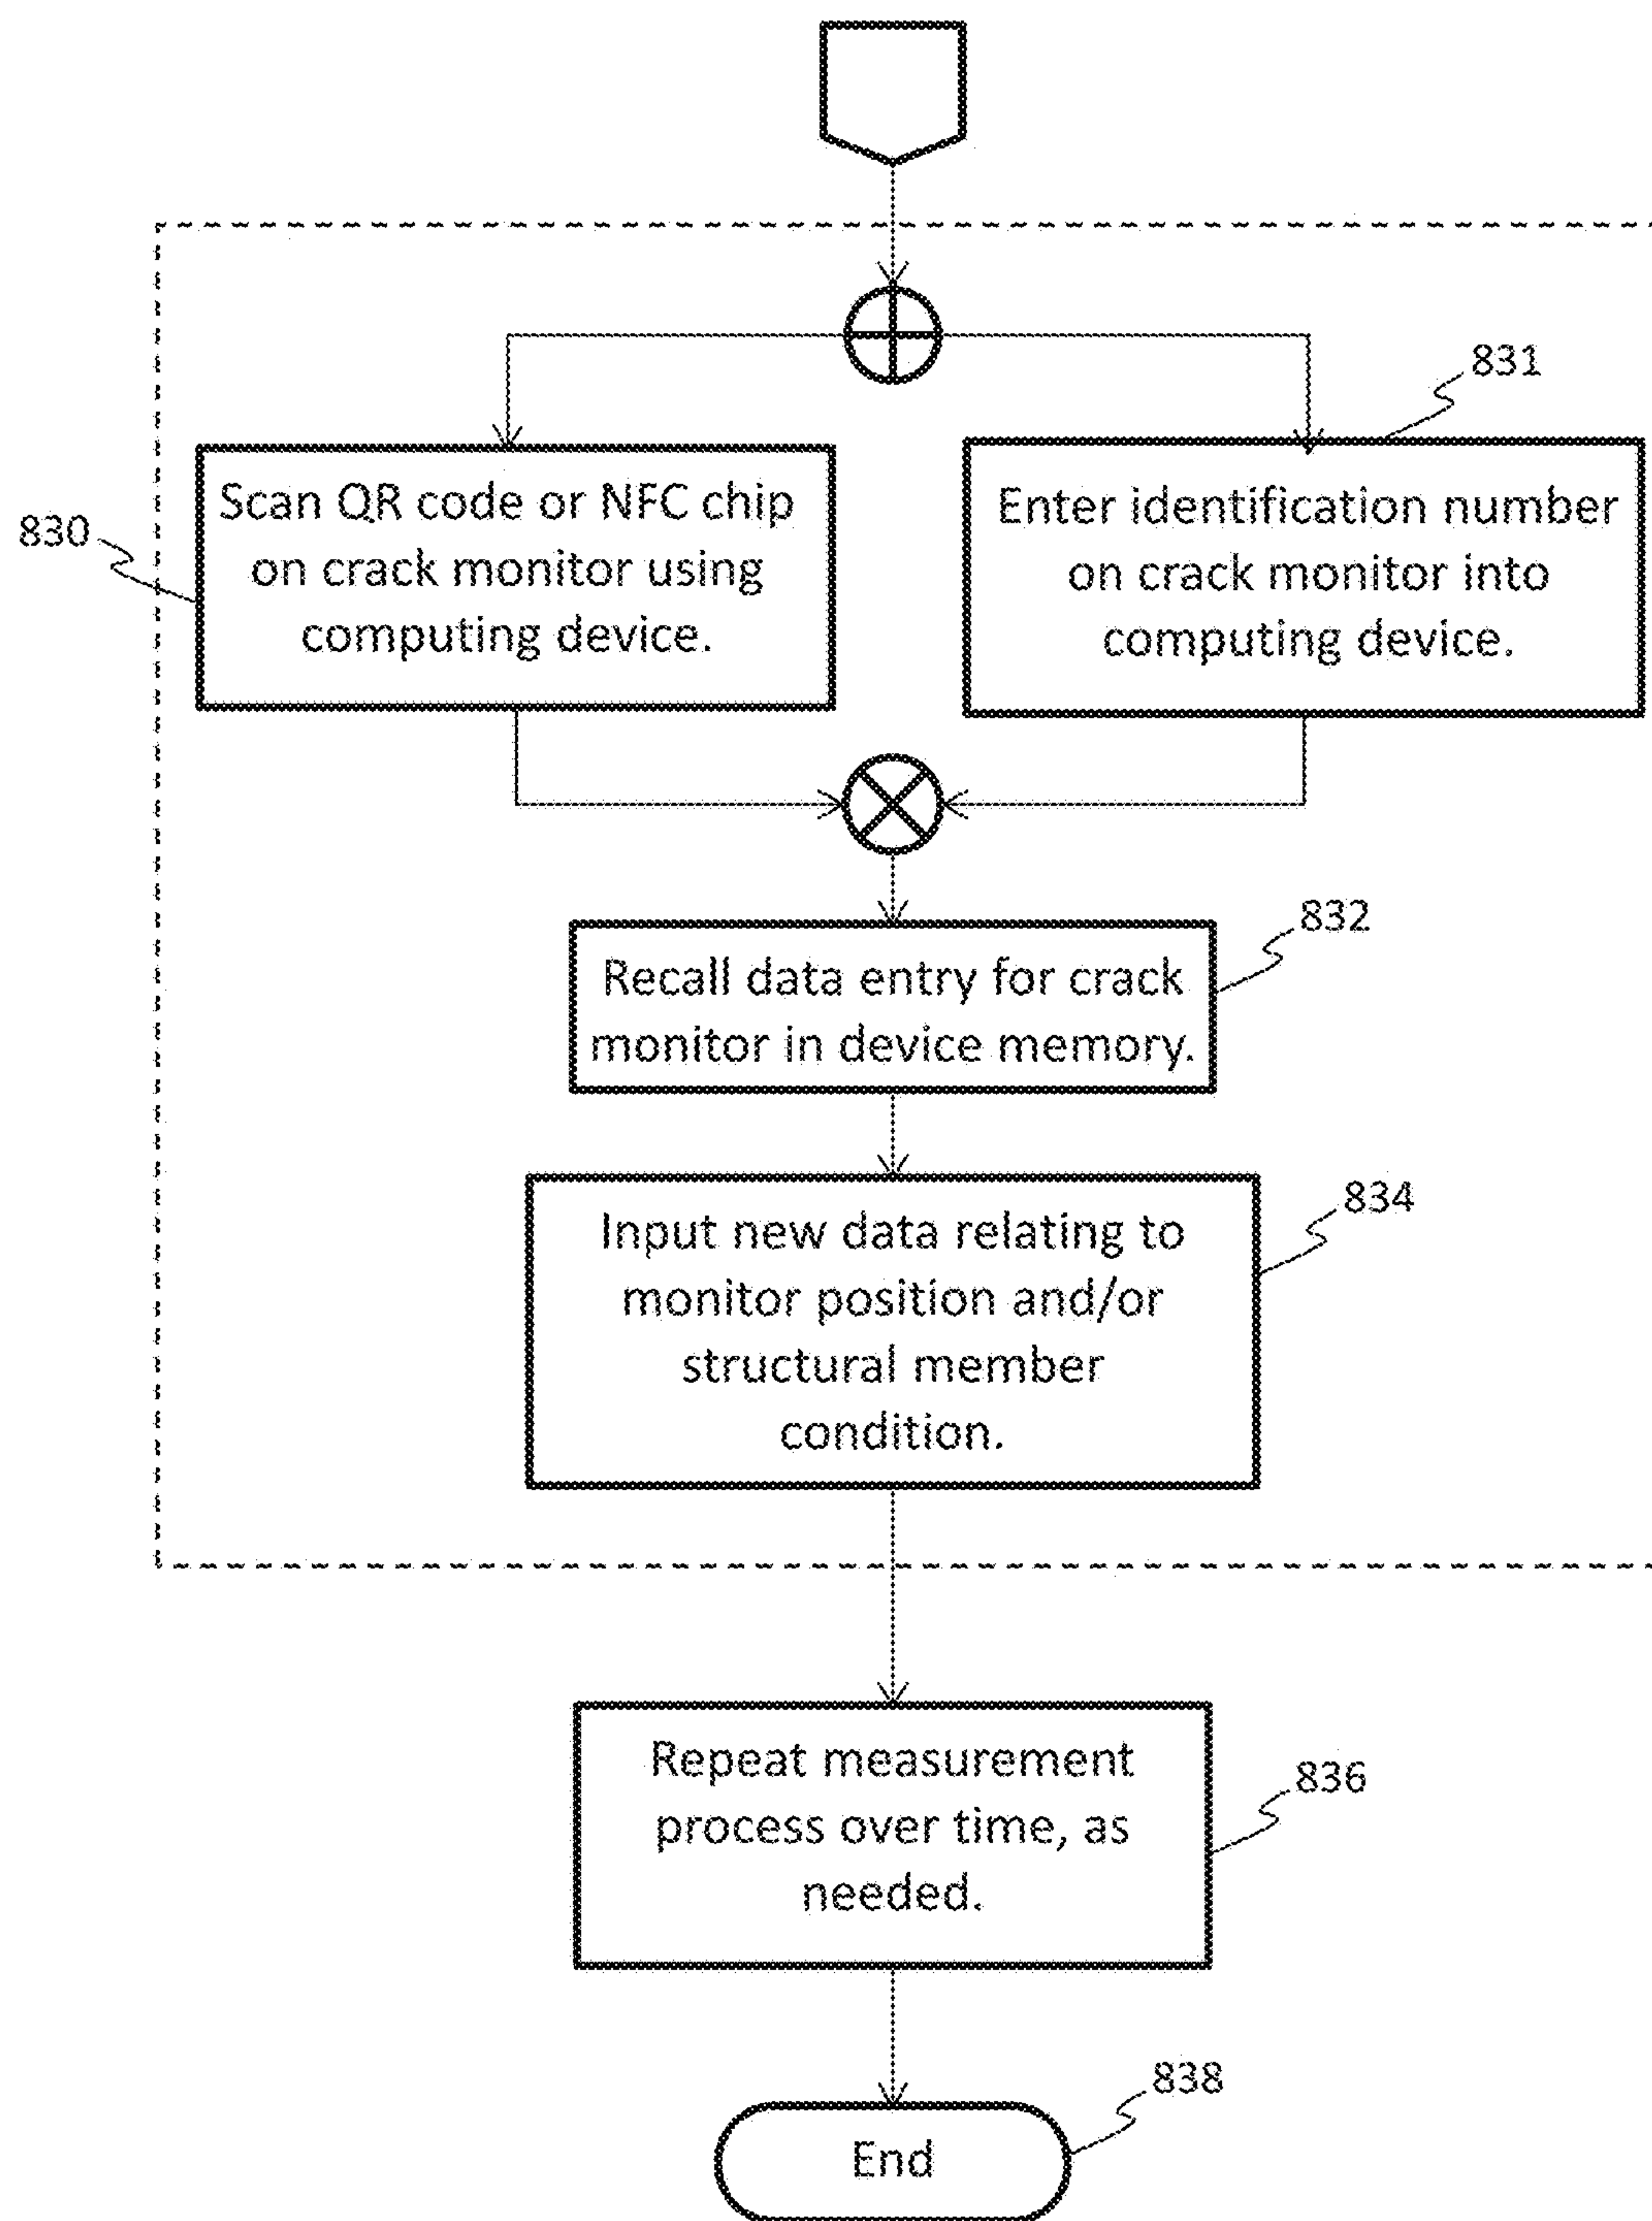 831
830
Scan QR code or NFC chip
on crack monitor using
computing device.
Enter identification number
on crack monitor into
computing device.
832
Recall data entry for crack
monitor in device memory.
834
Input new data relating to
monitor position and/or
structural member
condition.
836
Repeat measurement
process over time, as
needed.
838
End